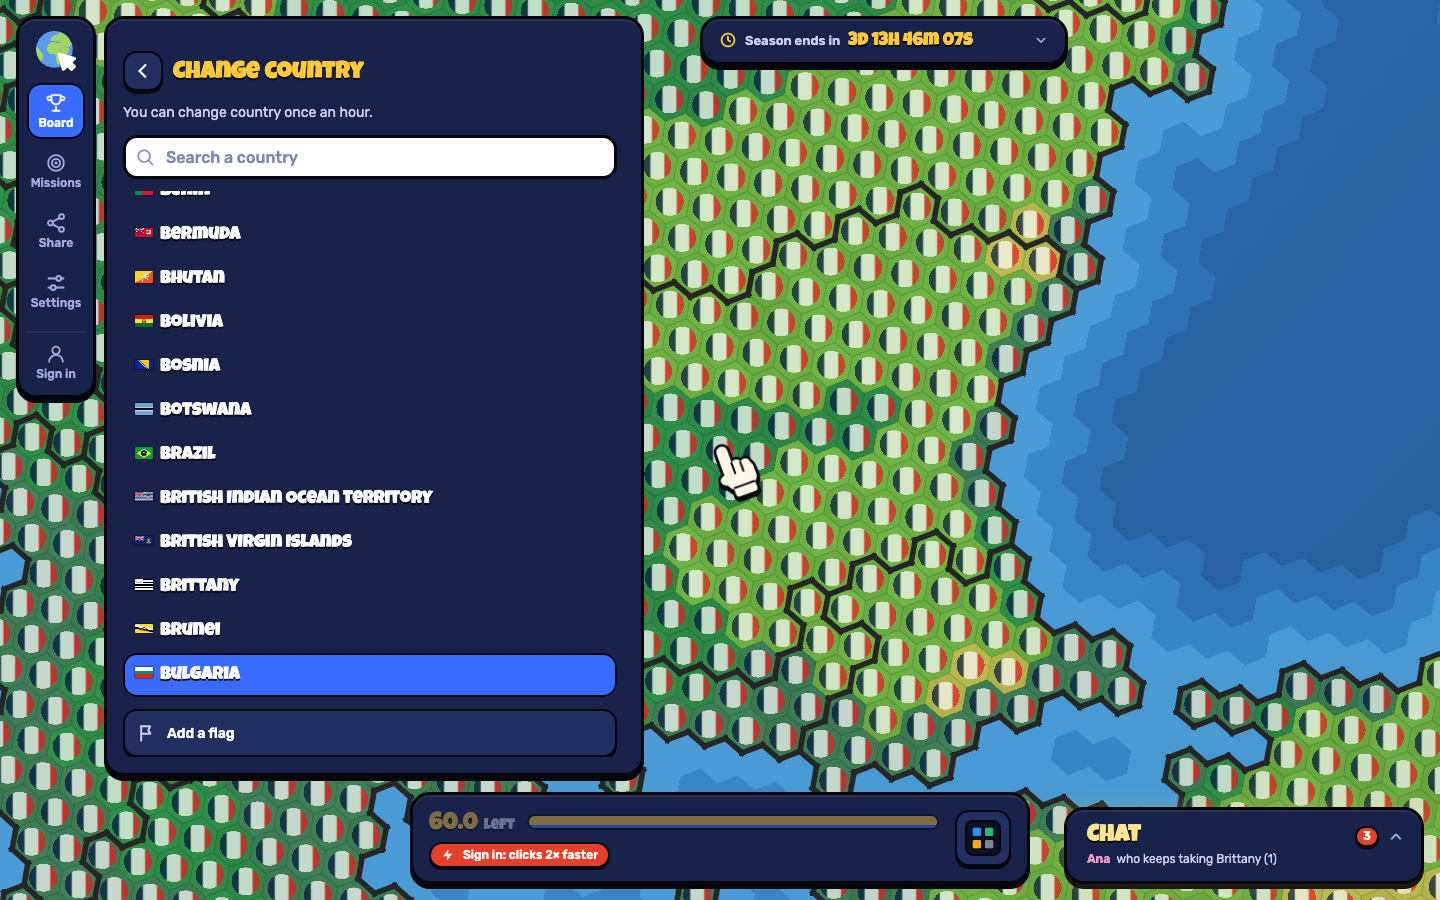 Board
Missions
Share
Settings
Sign in
CHANGE COUNTRY
You can change country once an hour.
Search a country
BERMUDA
BHUTAN
BOLIVIA
BOSNIA
BOTSWANA
BRAZIL
BRITISH INDIAN OCEAN TERRITORY
BRITISH VIRGIN ISLANDS
BRITTANY
BRUNEI
BULGARIA
Add a flag
Season ends in 3D 13H 46M 07S
60.0 LEFT
Sign in: clicks 2× faster
CHAT
3
Ana who keeps taking Brittany (1)